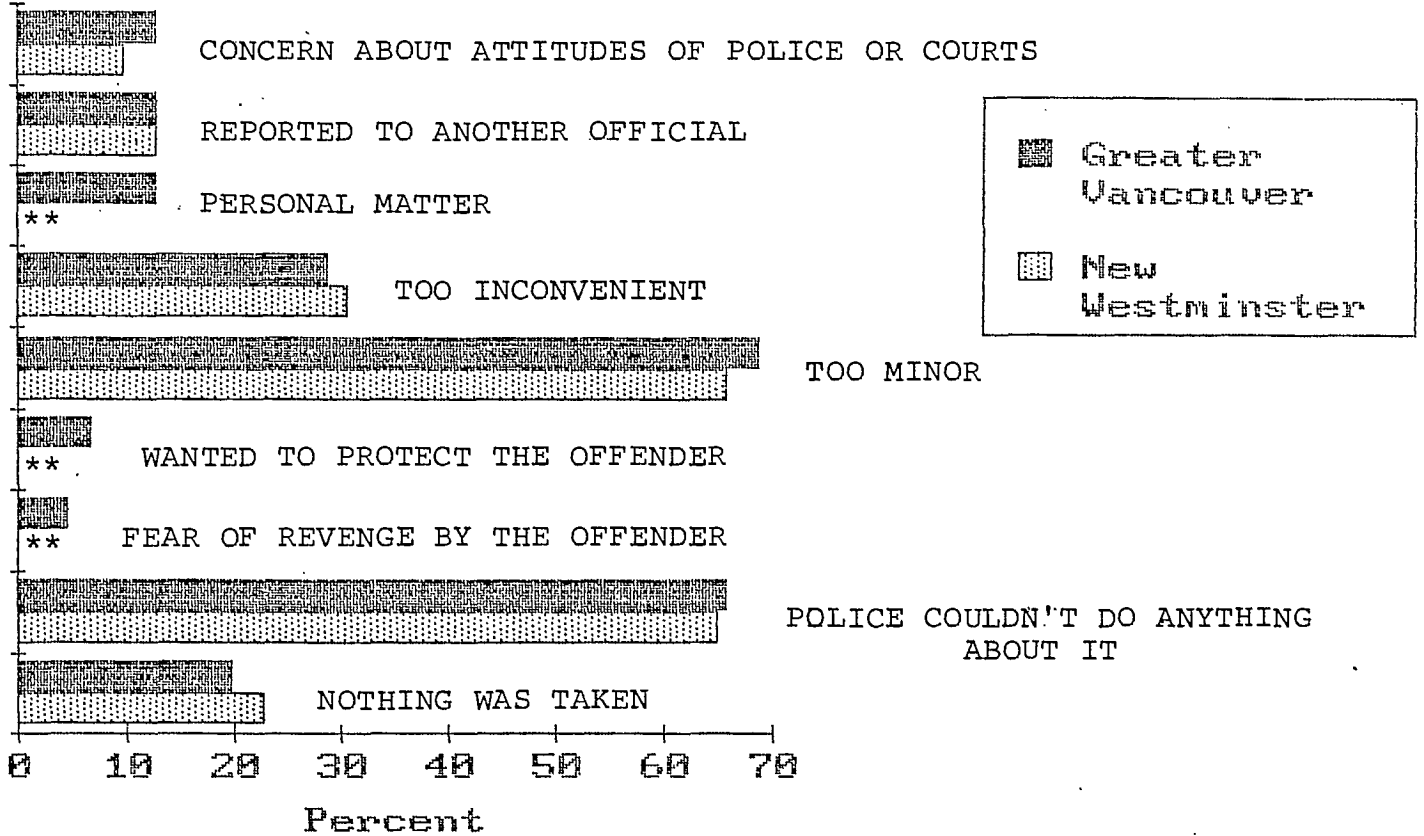 CONCERN ABOUT ATTITUDES OF POLICE OR COURTS
REPORTED TO ANOTHER OFFICIAL
**
PERSONAL MATTER
TOO INCONVENIENT
TOO MINOR
**
WANTED TO PROTECT THE OFFENDER
**
FEAR OF REVENGE BY THE OFFENDER
POLICE COULDN'T DO ANYTHING
ABOUT IT
NOTHING WAS TAKEN
0 10 20 30 40 50 60 70
Percent
Greater
Vancouver
New
Westminster